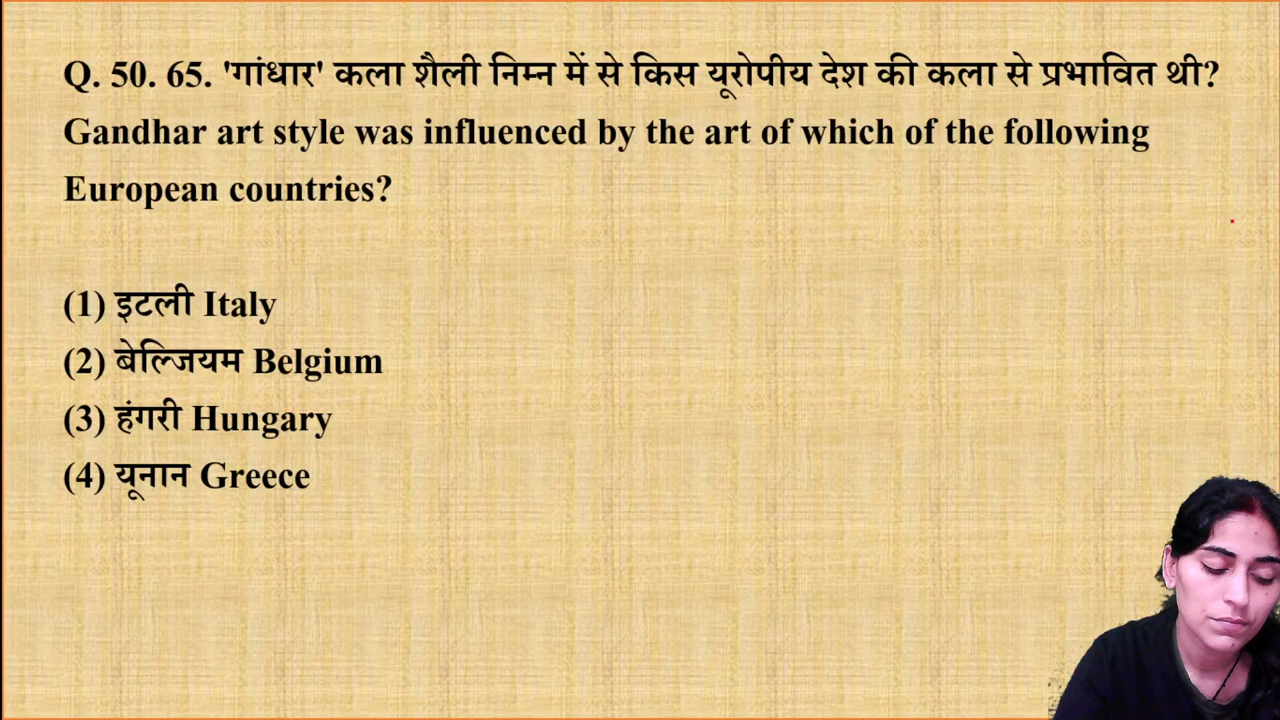 Q. 50. 65. 'गांधार' कला शैली निम्न में से किस यूरोपीय देश की कला से प्रभावित थी?
Gandhar art style was influenced by the art of which of the following
European countries?
(1) इटली Italy
(2) बेल्जियम Belgium
(3) हंगरी Hungary
(4) यूनान Greece